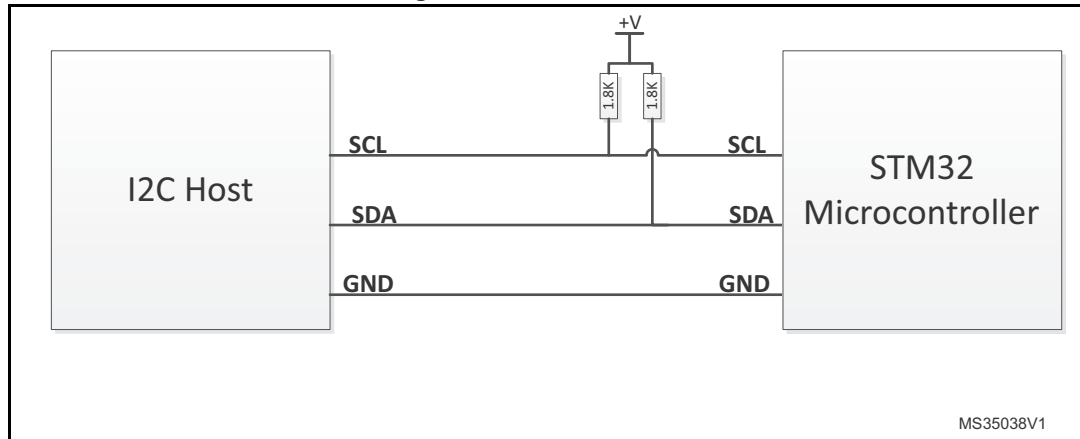 +V
1.8K 1.8K
SCL SCL
I2C Host
STM32
Microcontroller
SDA SDA
GND GND
MS35038V1